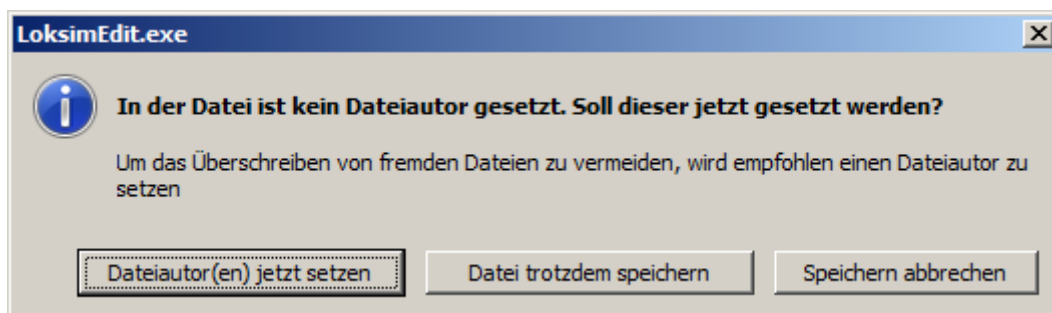 LoksimEdit.exe
In der Datei ist kein Dateiautor gesetzt. Soll dieser jetzt gesetzt werden?
Um das Überschreiben von fremden Dateien zu vermeiden, wird empfohlen einen Dateiautor zu
setzen
Dateiautor(en) jetzt setzen Datei trotzdem speichern Speichern abbrechen